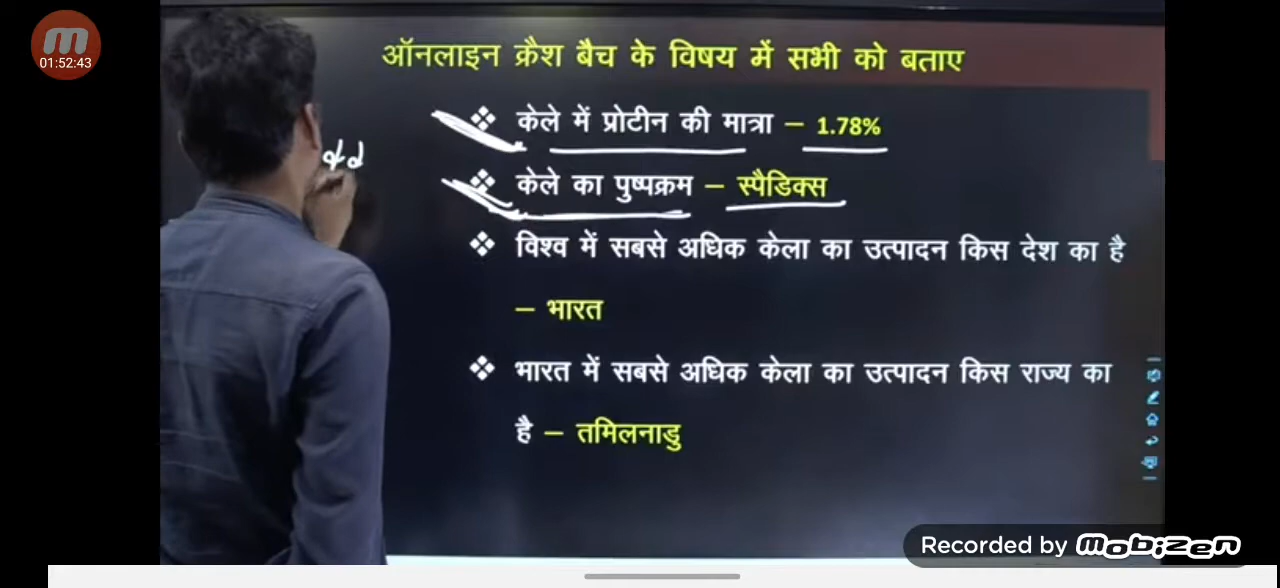 01:52:43
ऑनलाइन क्रैश बैच के विषय में सभी को बताए
❖ केले में प्रोटीन की मात्रा – 1.78%
❖ केले का पुष्पक्रम – स्पैडिक्स
❖ विश्व में सबसे अधिक केला का उत्पादन किस देश का है
– भारत
❖ भारत में सबसे अधिक केला का उत्पादन किस राज्य का
है – तमिलनाडु
Recorded by mobizen